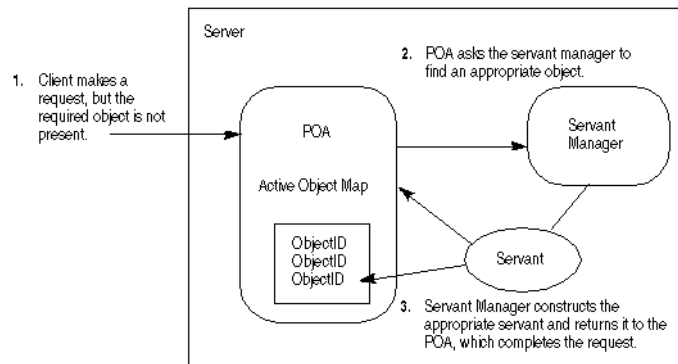 Server
1. Client makes a
request, but the
required object is not
present.
2. POA asks the servant manager to
find an appropriate object.
POA
Servant
Manager
Active Object Map
ObjectID
ObjectID
ObjectID
Servant
3. Servant Manager constructs the
appropriate servant and returns it to the
POA, which completes the request.